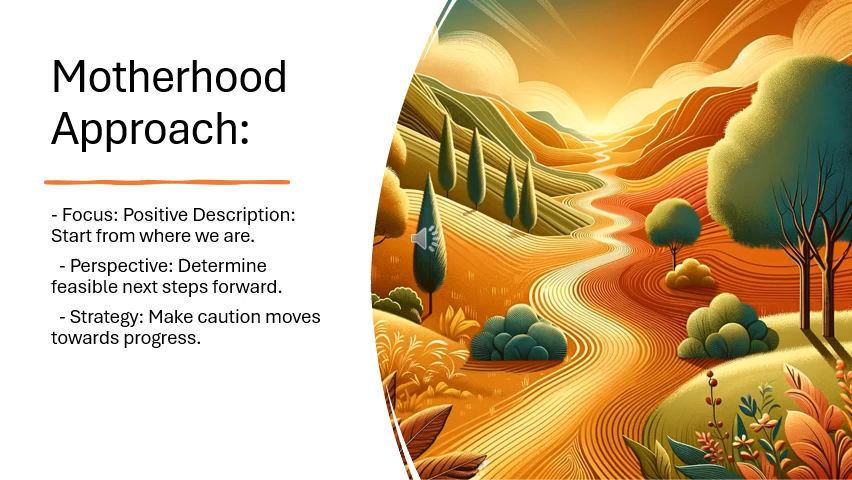 Motherhood
Approach:
- Focus: Positive Description:
Start from where we are.
- Perspective: Determine
feasible next steps forward.
- Strategy: Make caution moves
towards progress.